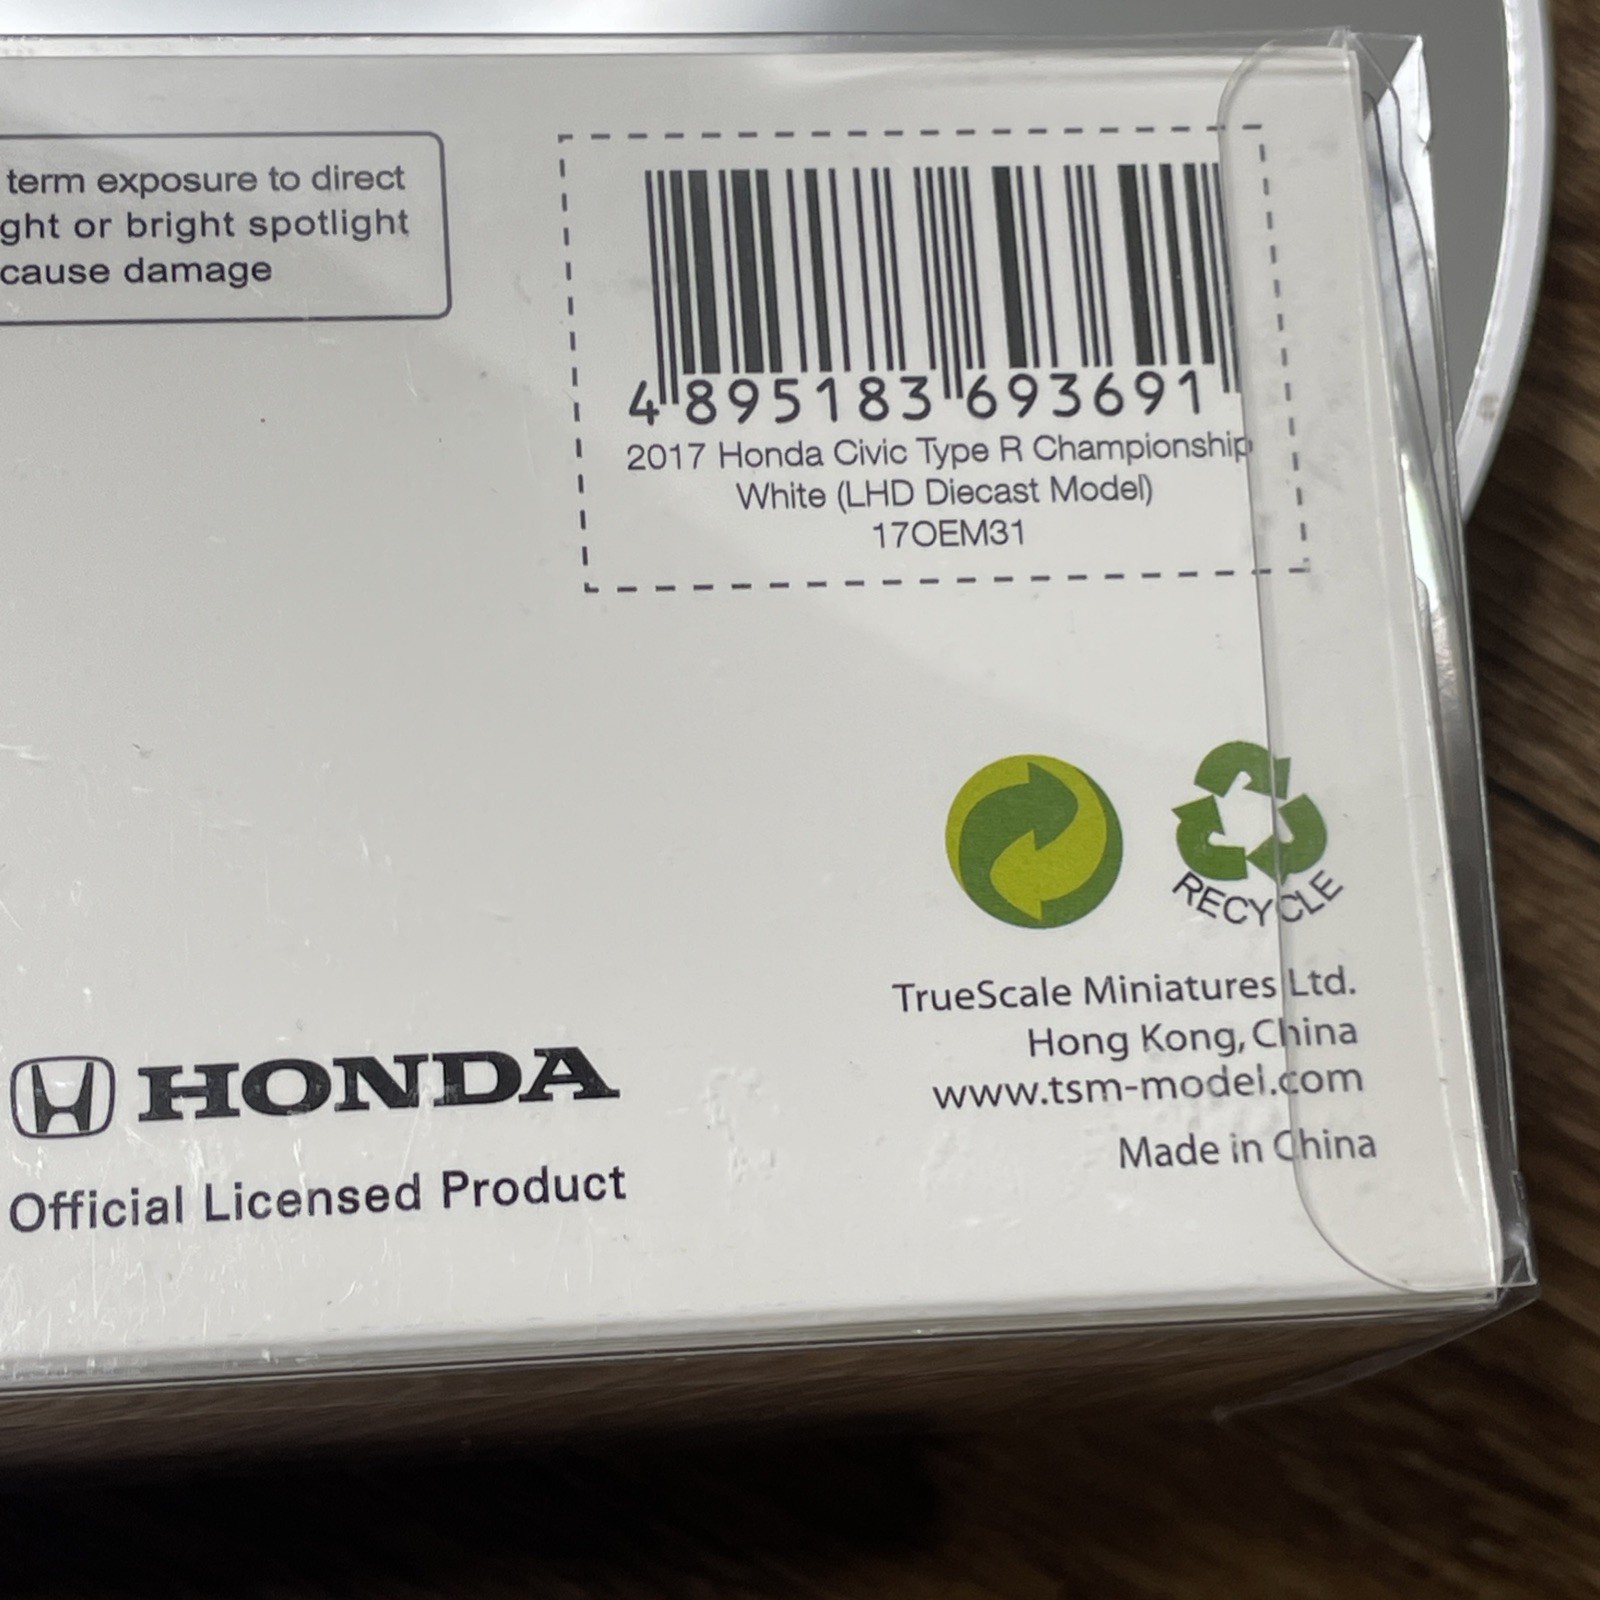 term exposure to direct
ght or bright spotlight
cause damage
4 895183 693691
2017 Honda Civic Type R Championship
White (LHD Diecast Model)
17OEM31
RECYCLE
TrueScale Miniatures Ltd.
Hong Kong, China
www.tsm-model.com
Made in China
HONDA
Official Licensed Product